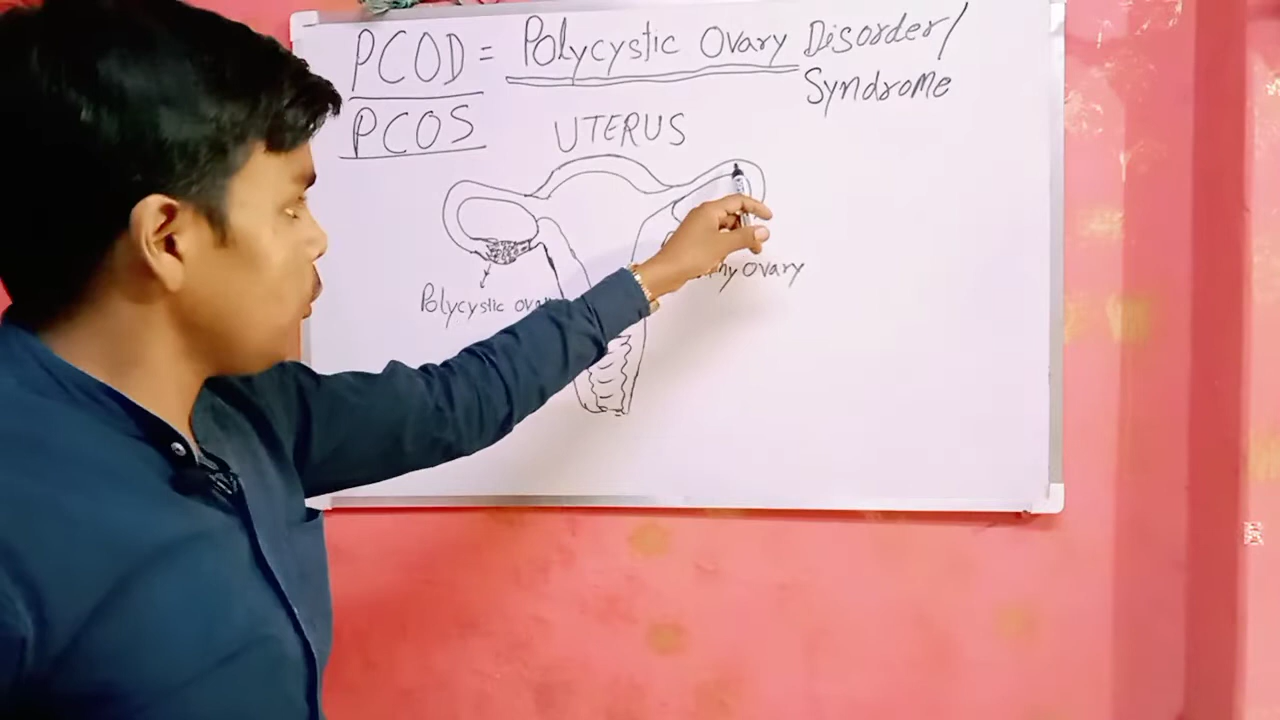 PCOD = Polycystic Ovary Disorder/
PCOS Syndrome
UTERUS
Ovary
Polycystic